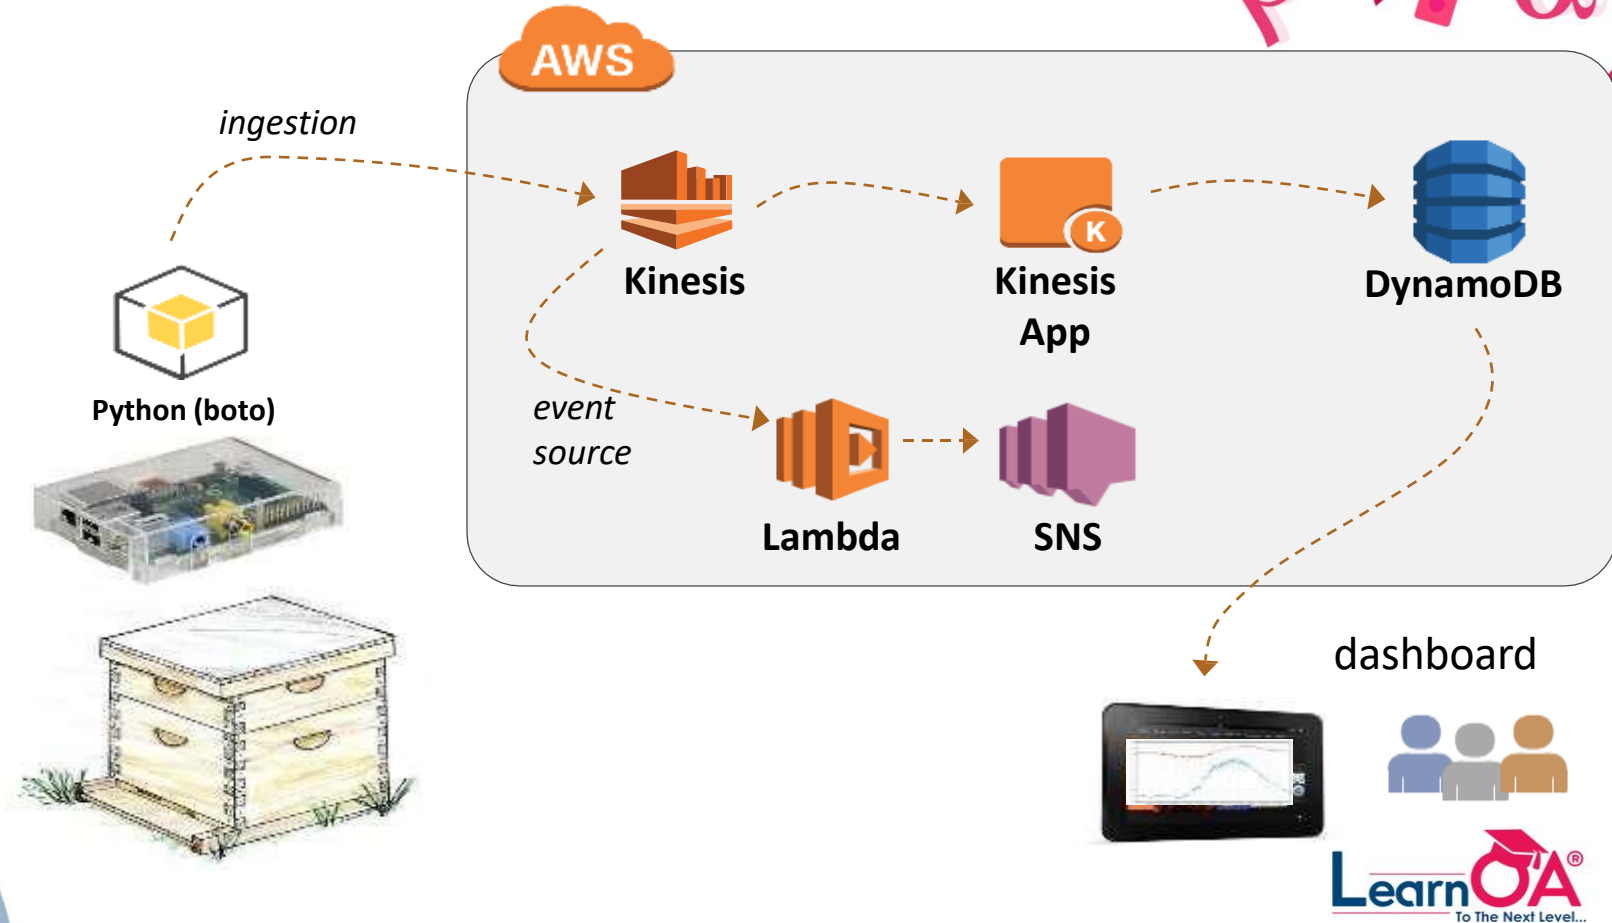 AWS
ingestion
Kinesis
K
Kinesis
App
DynamoDB
Python (boto)
event
source
Lambda
SNS
dashboard
LearnOA®
To The Next Level...